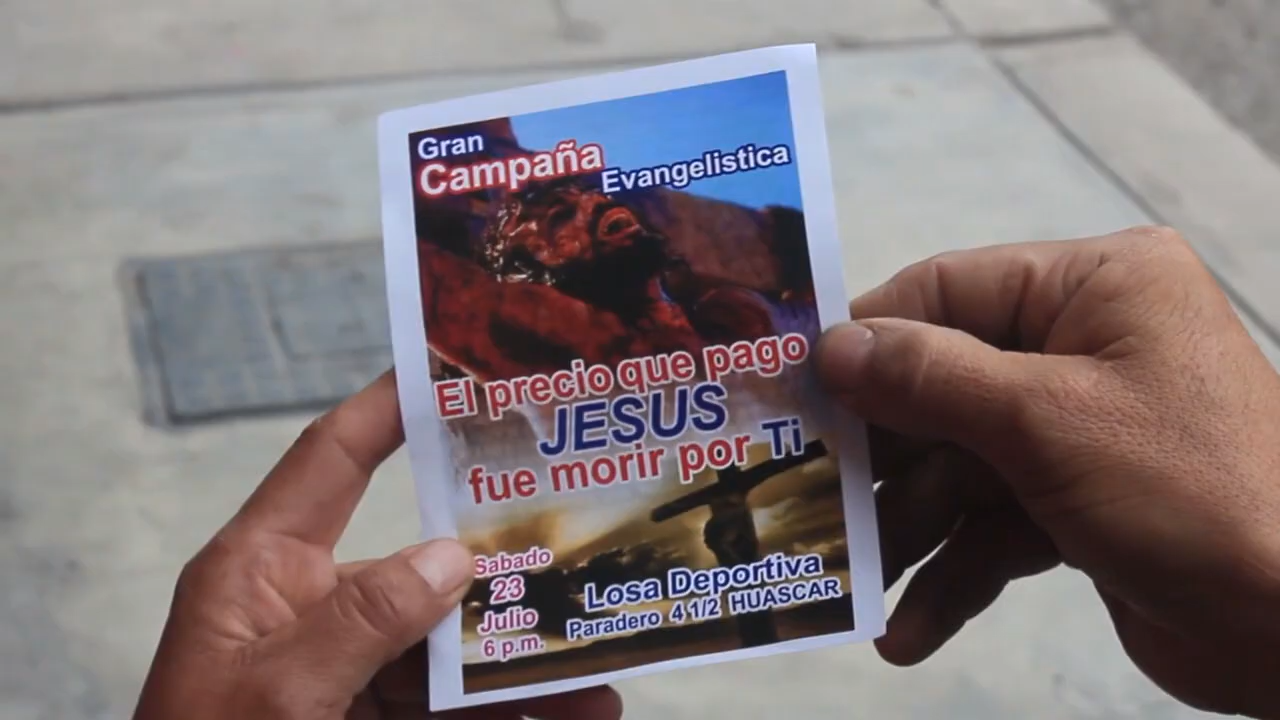 Gran
Campaña
Evangelistica
El precio que pago
JESUS
fue morir por Ti
Sabado
23
Julio
6 p.m.
Losa Deportiva
Paradero 4 1/2 HUASCAR